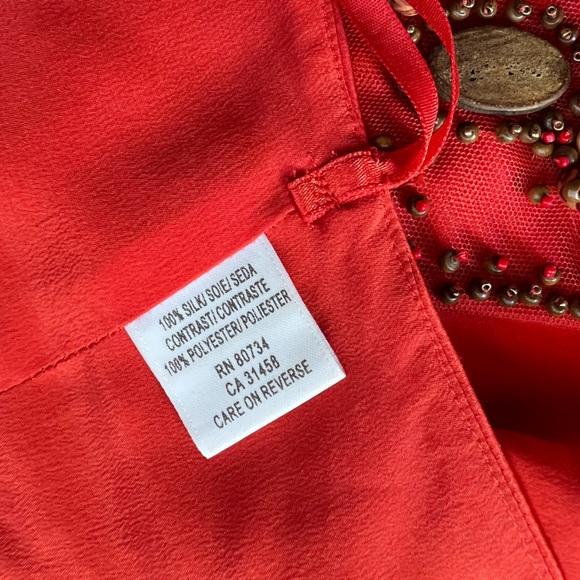 100% SILK/ SOIE/ SEDA
CONTRAST/ CONTRASTE
100% POLYESTER/ POLIESTER
RN 80734
CA 31458
CARE ON REVERSE